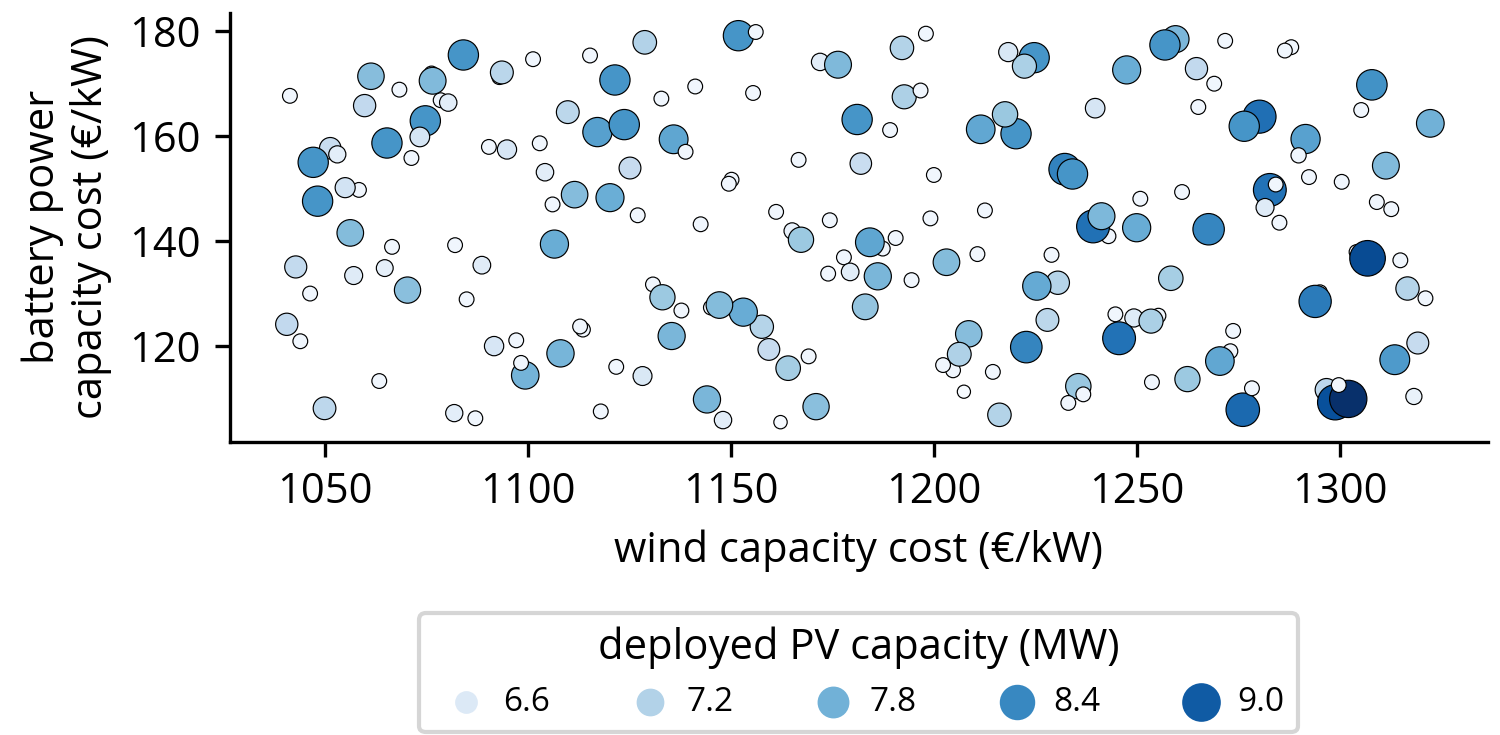 battery power
capacity cost (€/kW)
180
160
140
120
1050 1100 1150 1200 1250 1300
wind capacity cost (€/kW)
deployed PV capacity (MW)
6.6 7.2 7.8 8.4 9.0